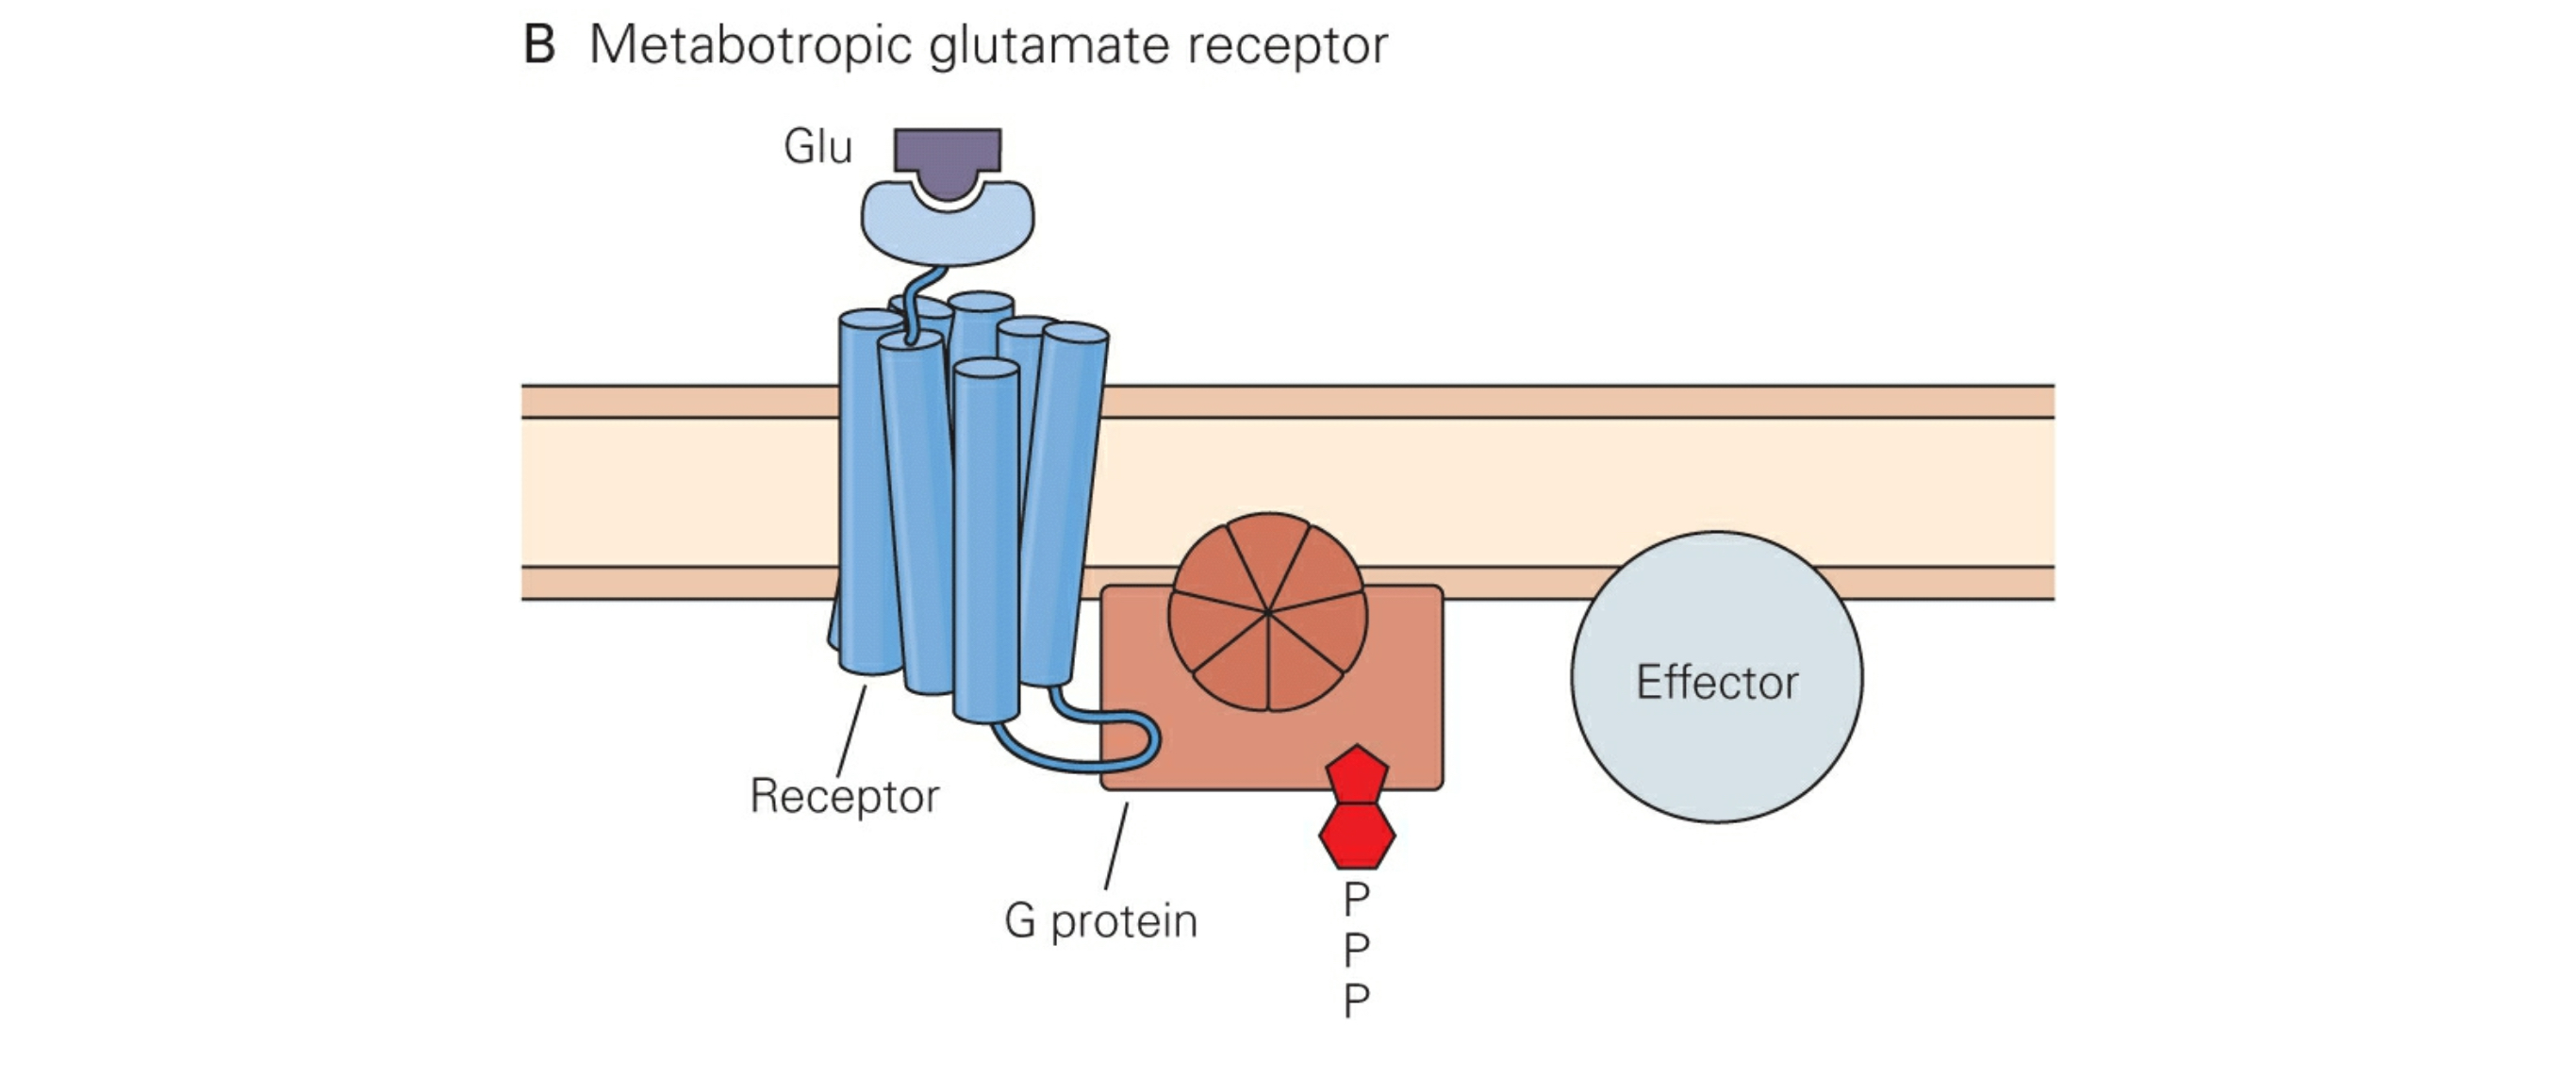 B Metabotropic glutamate receptor
Glu
Effector
Receptor
G protein
P
P
P